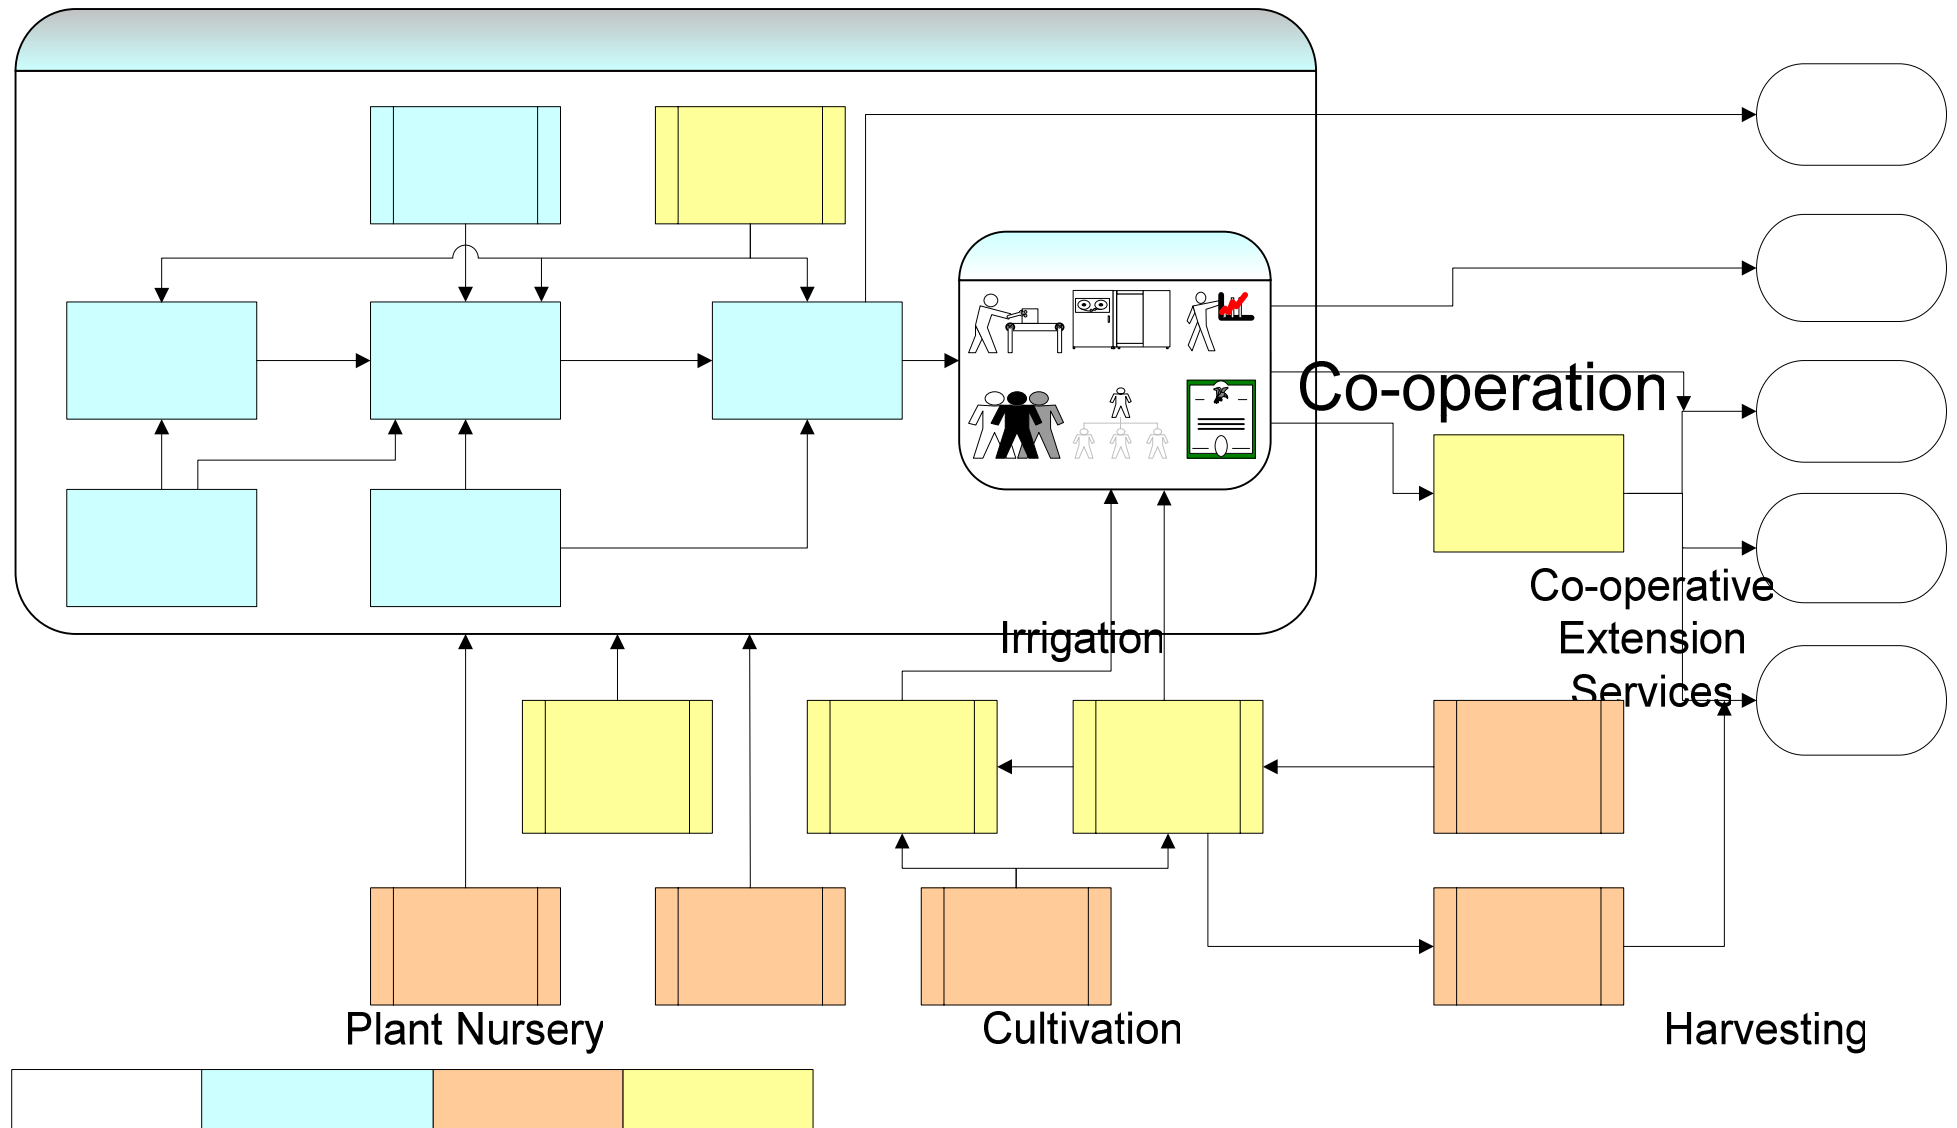 Co-operation
Irrigation
Co-operative
Extension
Services
Plant Nursery
Cultivation
Harvesting